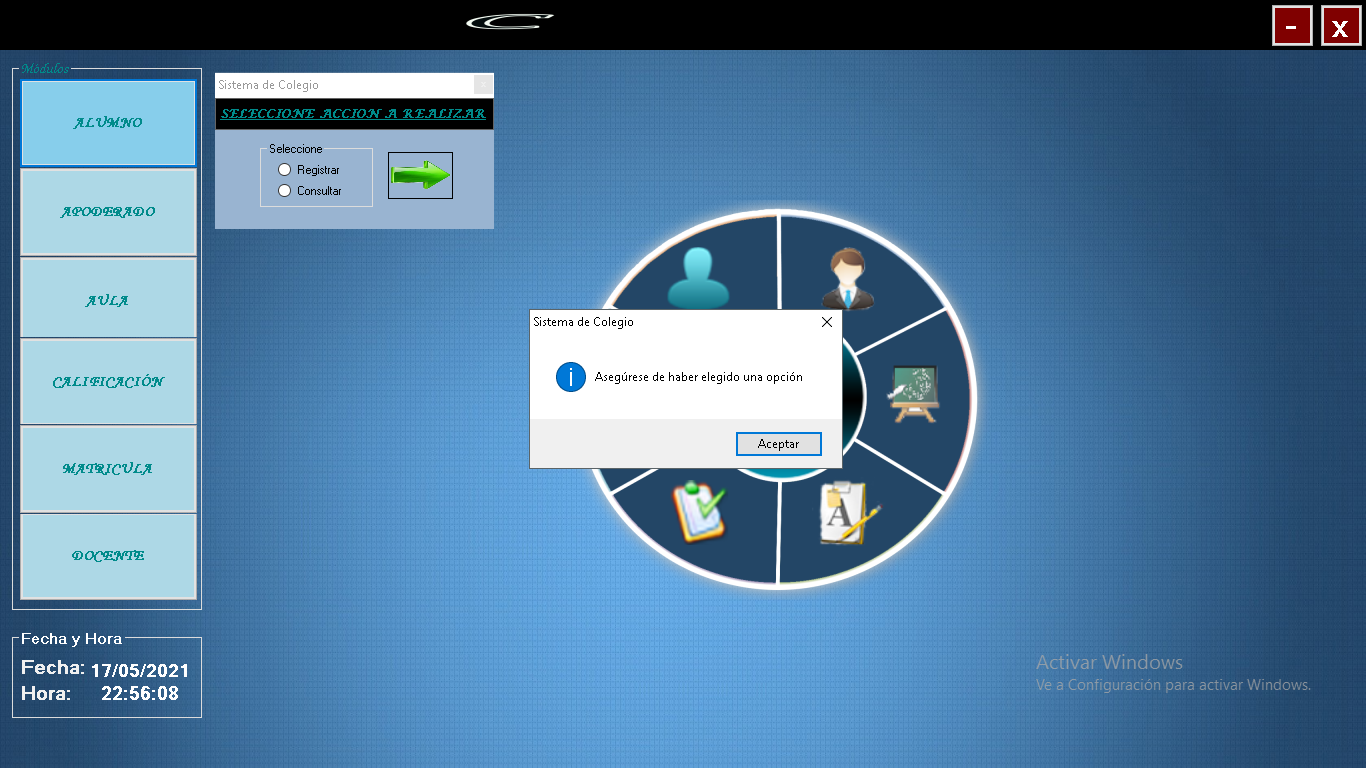 C
-
x
Módulos
ALUMNO
APODERADO
AULA
CALIFICACIÓN
MATRICULA
DOCENTE
Fecha y Hora
Fecha: 17/05/2021
Hora: 22:56:08
Sistema de Colegio
SELECCIONE ACCION A REALIZAR
Seleccione
Registrar
Consultar
Sistema de Colegio
Asegúrese de haber elegido una opción
Aceptar
A
Activar Windows
Ve a Configuración para activar Windows.